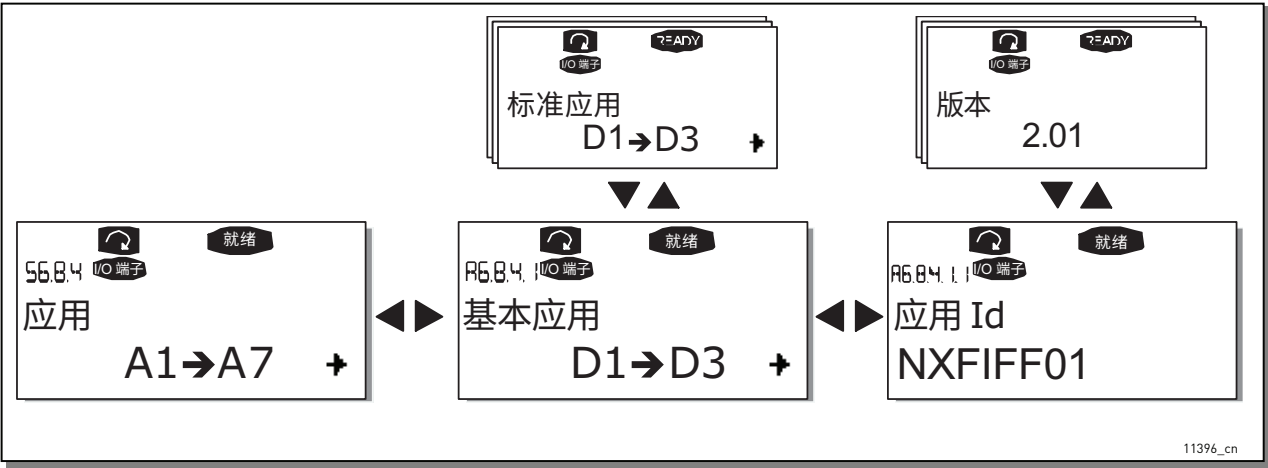 READY
I/O 端子
标准应用
D1➔D3
READY
I/O 端子
版本
2.01
就绪
S6.8.4 I/O 端子
应用
A1➔A7
就绪
A6.8.4.1 I/O 端子
基本应用
D1➔D3
就绪
A6.8.4.1.1 I/O 端子
应用 Id
NXFIFF01
11396_cn